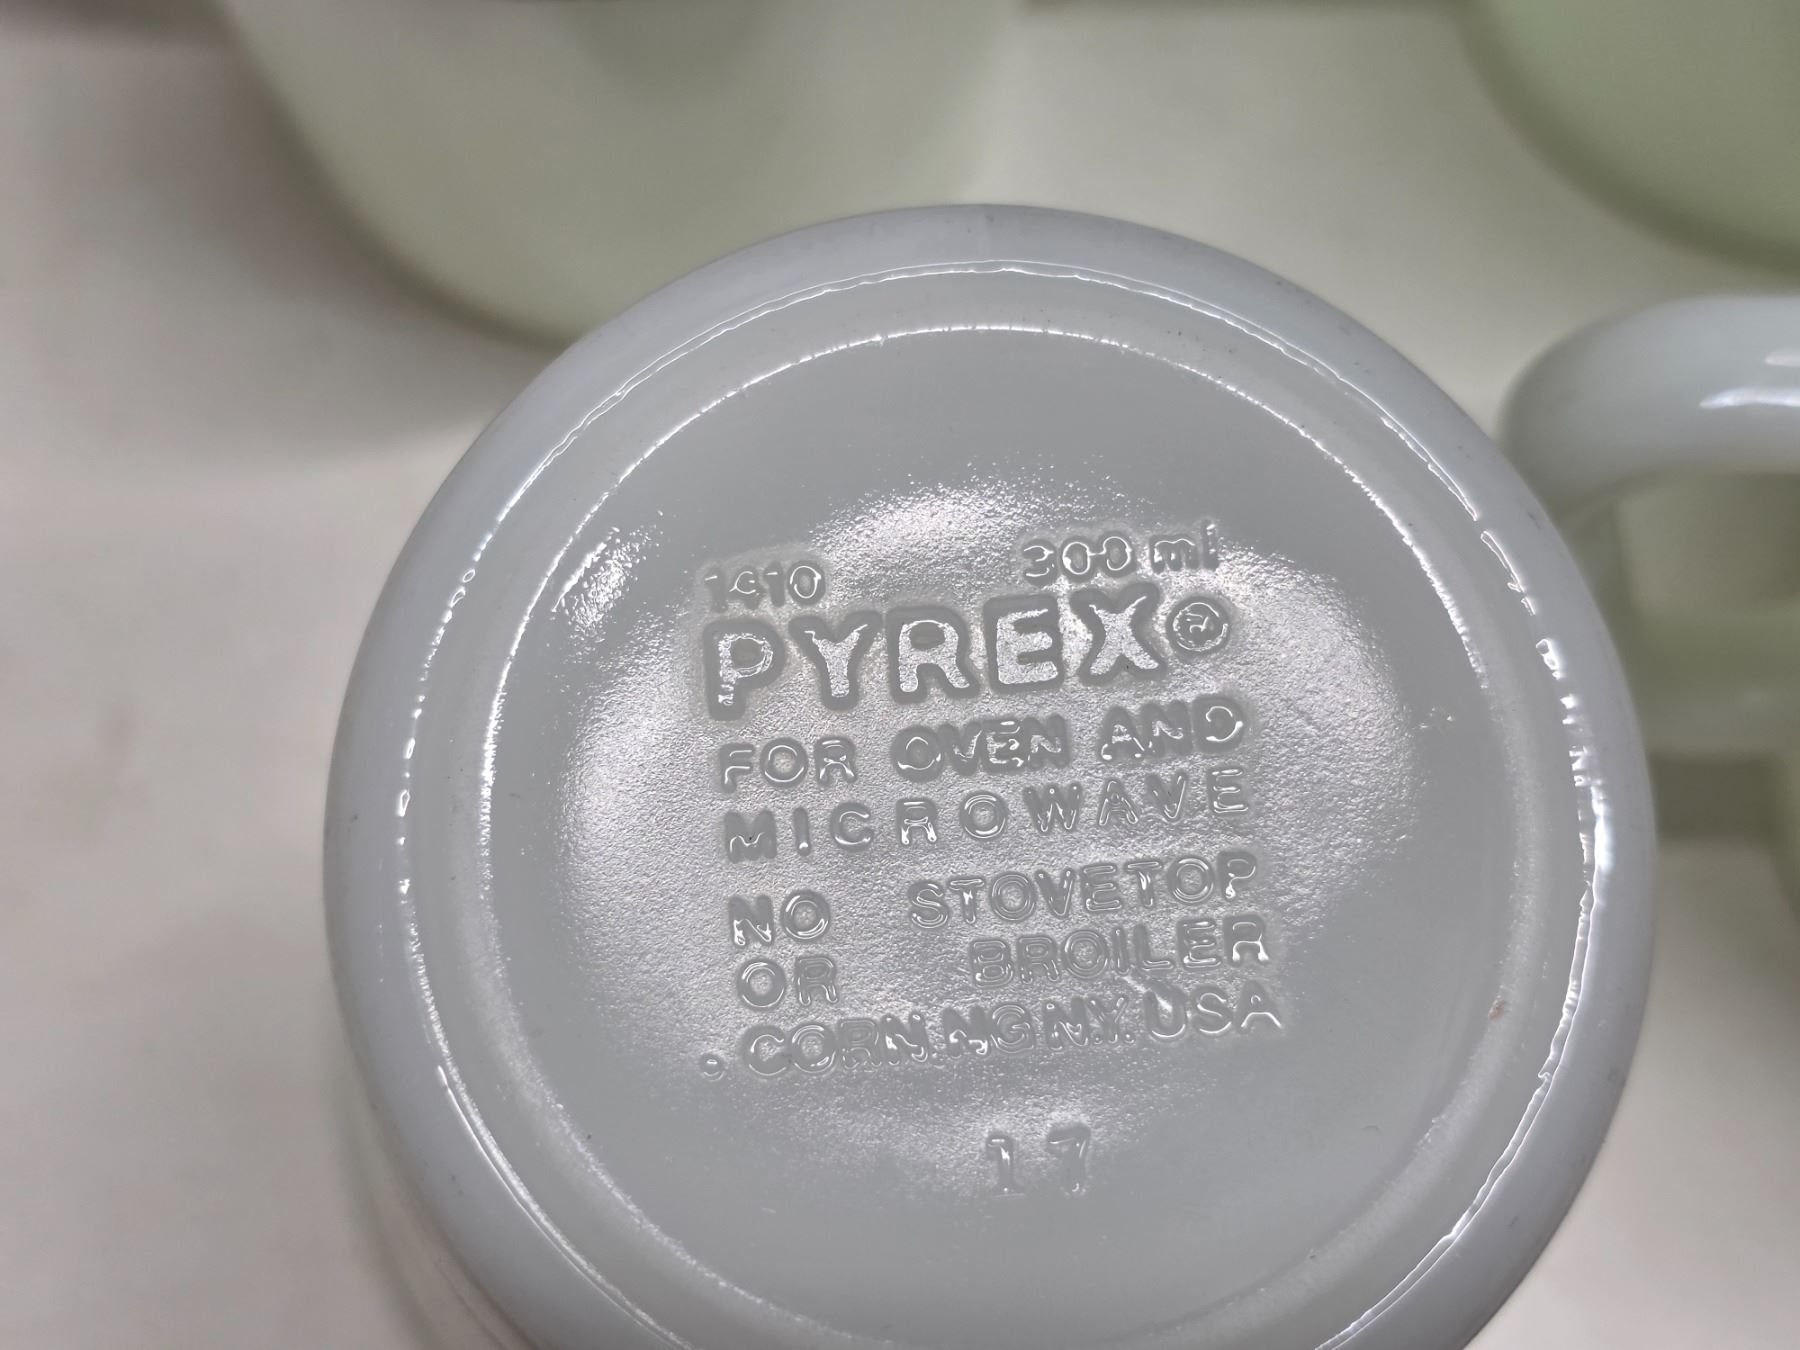 1410 300 ml
PYREX®
FOR OVEN AND
MICROWAVE
NO STOVETOP
OR BROILER
• CORNING N.Y. USA
17